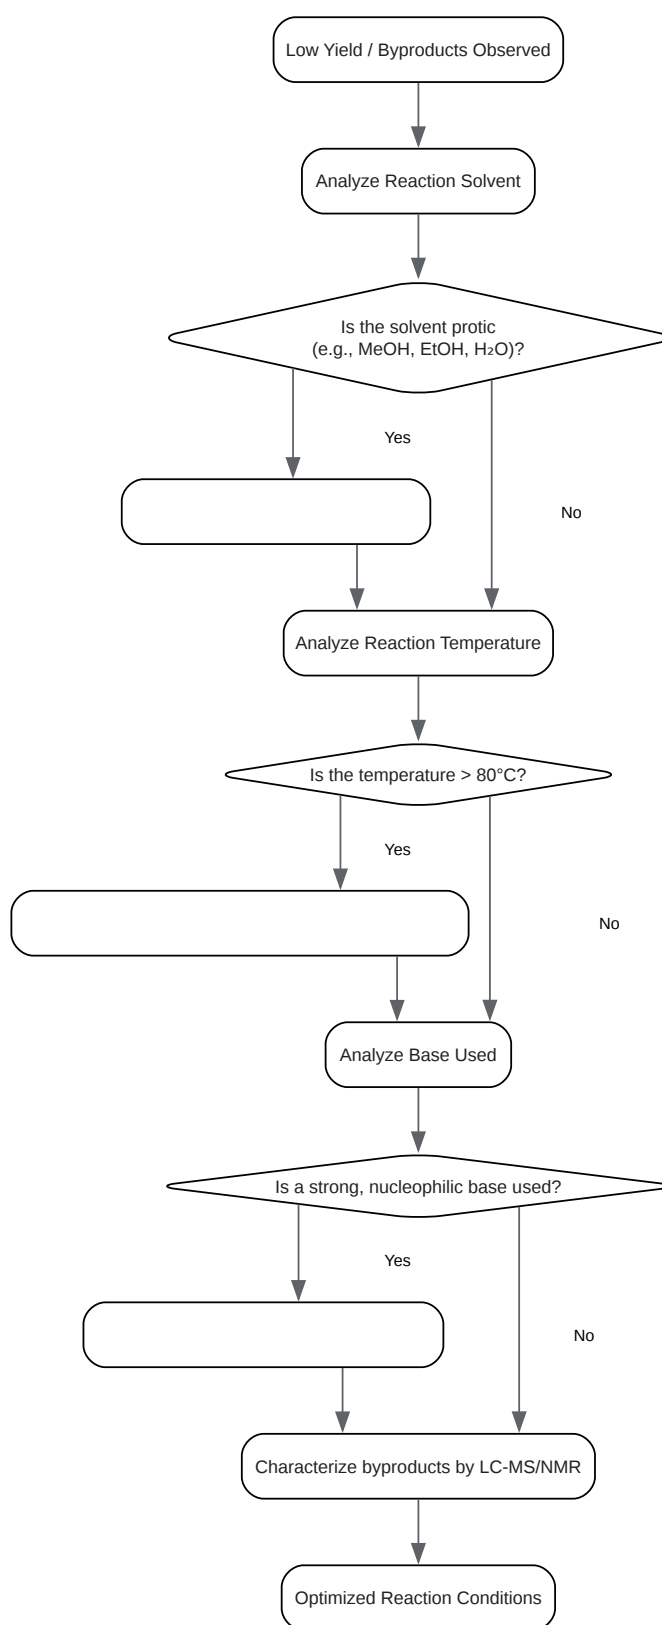 Low Yield / Byproducts Observed
Analyze Reaction Solvent
Is the solvent protic
(e.g., MeOH, EtOH, H₂O)?
Yes
No
Analyze Reaction Temperature
Is the temperature > 80°C?
Yes
No
Analyze Base Used
Is a strong, nucleophilic base used?
Yes
No
Characterize byproducts by LC-MS/NMR
Optimized Reaction Conditions